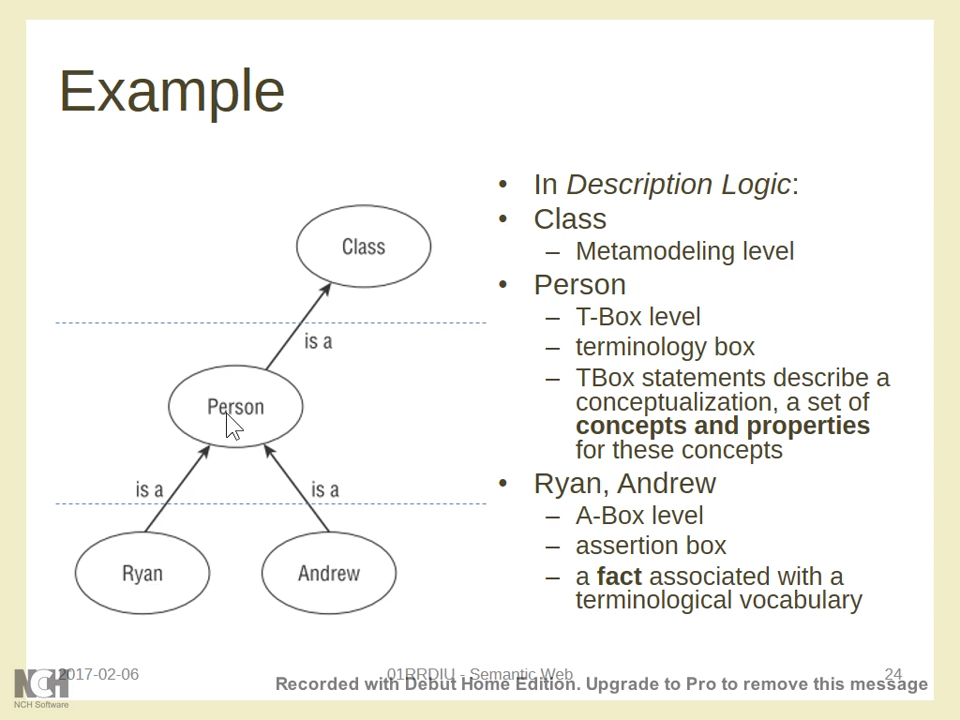 Example
Class
is a
Person
is a
is a
Ryan
Andrew
• In Description Logic:
• Class
– Metamodeling level
• Person
– T-Box level
– terminology box
– TBox statements describe a
conceptualization, a set of
concepts and properties
for these concepts
• Ryan, Andrew
– A-Box level
– assertion box
– a fact associated with a
terminological vocabulary
2017-02-06
01RRDIU - Semantic Web
24
NCH
NCH Software
Recorded with Debut Home Edition. Upgrade to Pro to remove this message